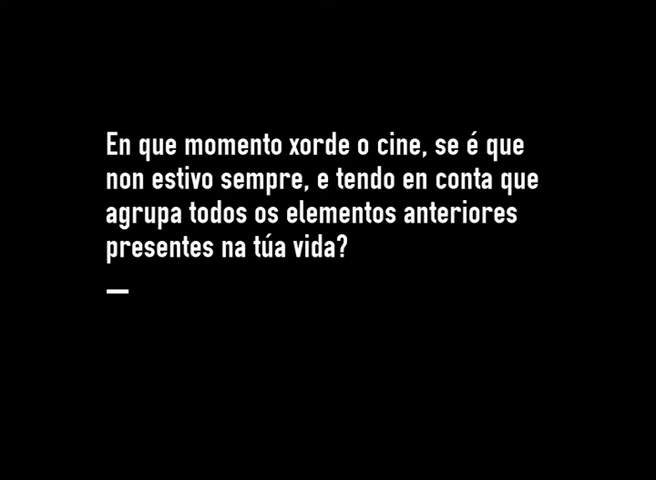 En que momento xorde o cine, se é que
non estivo sempre, e tendo en conta que
agrupa todos os elementos anteriores
presentes na túa vida?